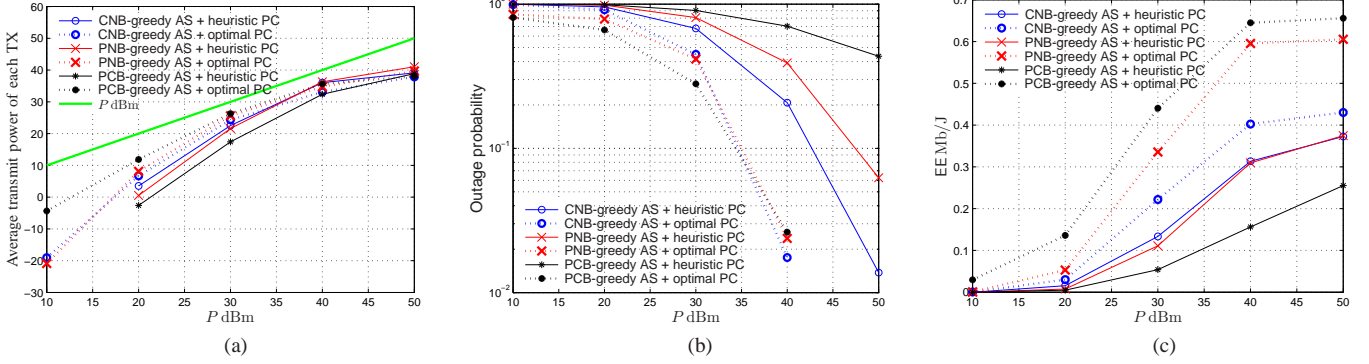 Average transmit power of each TX
60
50
40
30
20
10
0
−10
−20
−30
10 15 20 25 30 35 40 45 50
P dBm
CNB-greedy AS + heuristic PC
CNB-greedy AS + optimal PC
PNB-greedy AS + heuristic PC
PNB-greedy AS + optimal PC
PCB-greedy AS + heuristic PC
PCB-greedy AS + optimal PC
P dBm
(a)
Outage probability
10^0
10^-1
10^-2
CNB-greedy AS + heuristic PC
CNB-greedy AS + optimal PC
PNB-greedy AS + heuristic PC
PNB-greedy AS + optimal PC
PCB-greedy AS + heuristic PC
PCB-greedy AS + optimal PC
10 15 20 25 30 35 40 45 50
P dBm
(b)
EE Mb/J
0.7
0.6
0.5
0.4
0.3
0.2
0.1
0
CNB-greedy AS + heuristic PC
CNB-greedy AS + optimal PC
PNB-greedy AS + heuristic PC
PNB-greedy AS + optimal PC
PCB-greedy AS + heuristic PC
PCB-greedy AS + optimal PC
10 15 20 25 30 35 40 45 50
P dBm
(c)